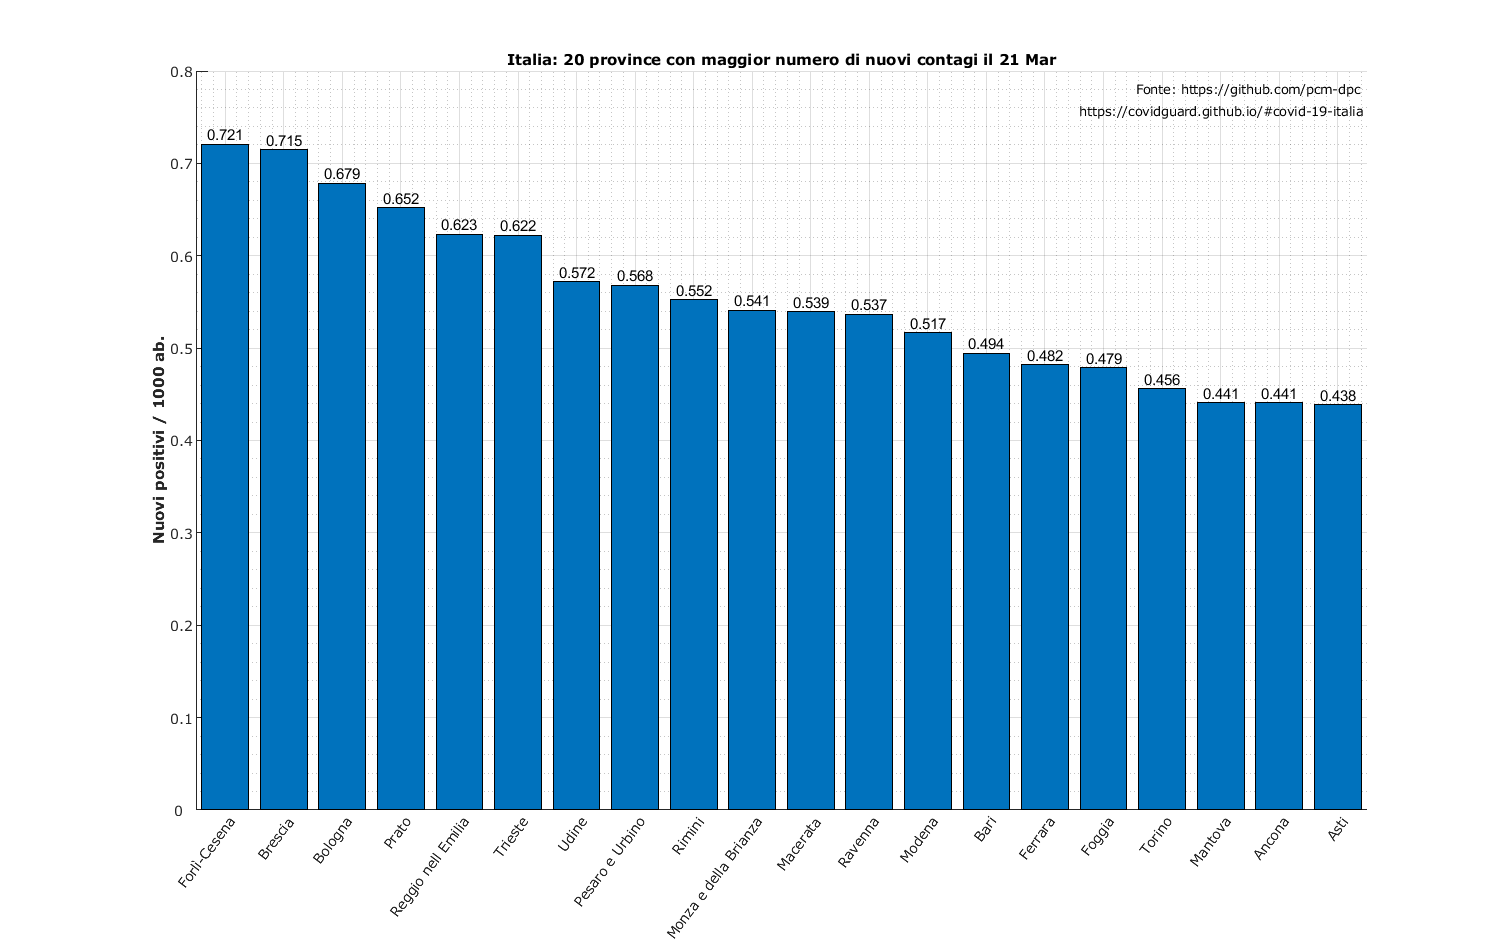 Italia: 20 province con maggior numero di nuovi contagi il 21 Mar
Fonte: https://github.com/pcm-dpc
https://covidguard.github.io/#covid-19-italia
Nuovi positivi / 1000 ab.
0.8
0.7
0.6
0.5
0.4
0.3
0.2
0.1
0
0.721
0.715
0.679
0.652
0.623
0.622
0.572
0.568
0.552
0.541
0.539
0.537
0.517
0.494
0.482
0.479
0.456
0.441
0.441
0.438
Forlì-Cesena
Brescia
Bologna
Prato
Reggio nell Emilia
Trieste
Udine
Pesaro e Urbino
Rimini
Monza e della Brianza
Macerata
Ravenna
Modena
Bari
Ferrara
Foggia
Torino
Mantova
Ancona
Asti